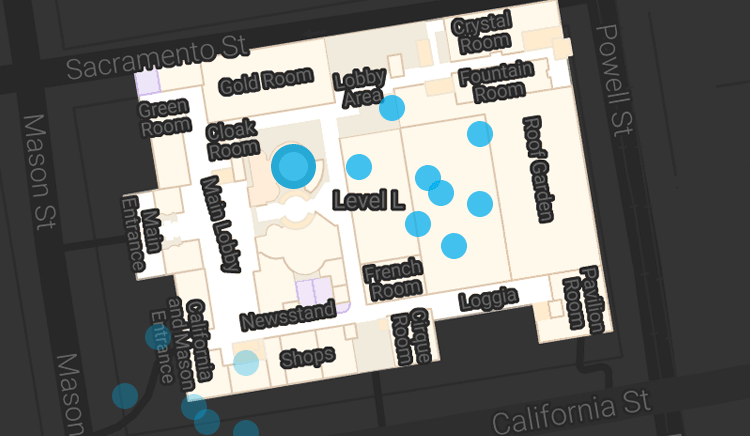 Sacramento St
Crystal
Room
Gold Room
Lobby
Area
Fountain
Room
Powell St
Green
Room
Cloak
Room
Mason St
Roof Garden
Main Lobby
Level L
Main
Entrance
French
Room
Loggia
Pavilion
Room
California
and Mason
Entrance
Newsstand
Cirque
Room
Shops
Mason
California St